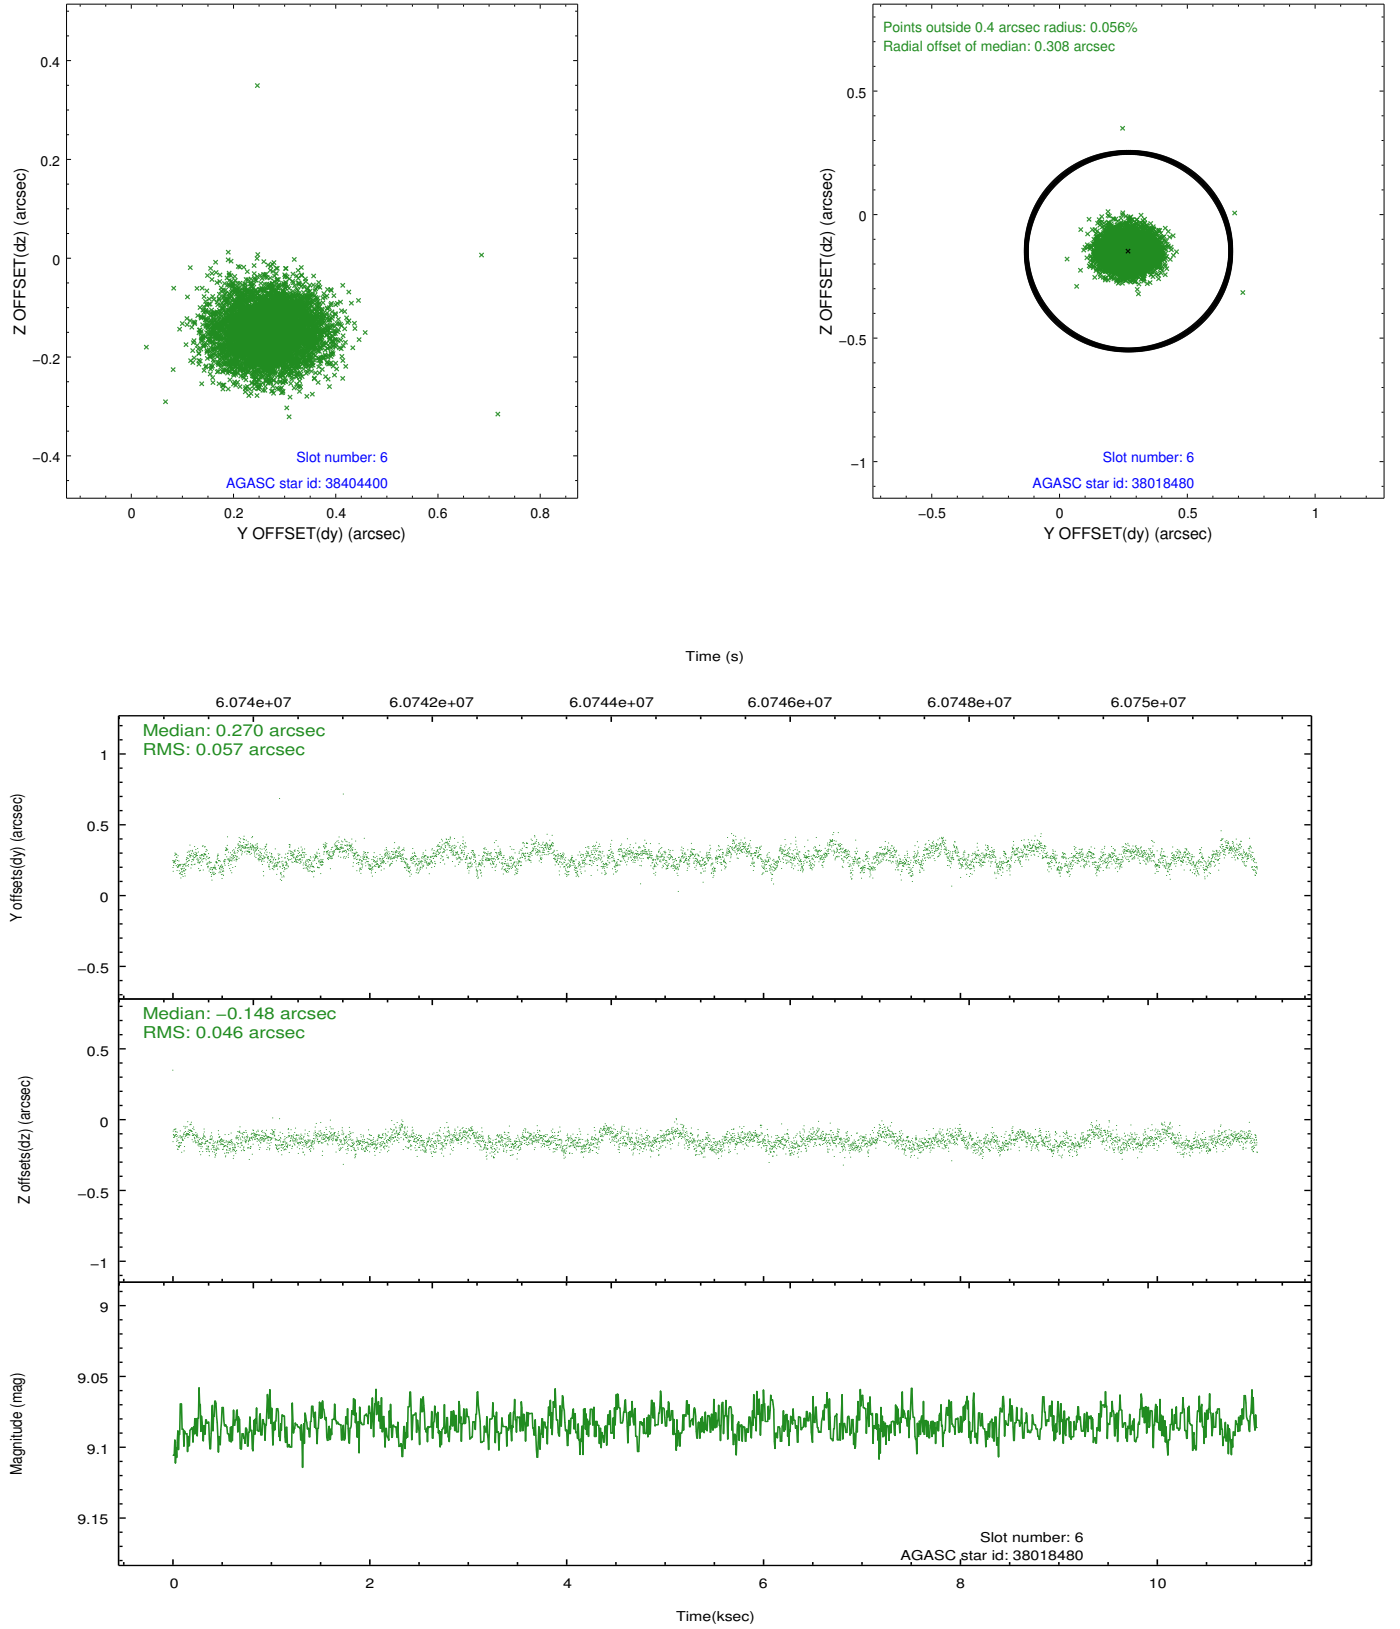 0.4
0.2
0
−0.2
−0.4
Z OFFSET(dz) (arcsec)
Slot number: 6
AGASC star id: 38404400
0 0.2 0.4 0.6 0.8
Y OFFSET(dy) (arcsec)
Points outside 0.4 arcsec radius: 0.056%
Radial offset of median: 0.308 arcsec
0.5
0
−0.5
−1
Z OFFSET(dz) (arcsec)
Slot number: 6
AGASC star id: 38018480
−0.5 0 0.5 1
Y OFFSET(dy) (arcsec)
Time (s)
6.074e+07 6.0742e+07 6.0744e+07 6.0746e+07 6.0748e+07 6.075e+07
Median: 0.270 arcsec
RMS: 0.057 arcsec
1
0.5
0
−0.5
Y offsets(dy) (arcsec)
Median: −0.148 arcsec
RMS: 0.046 arcsec
0.5
0
−0.5
−1
Z offsets(dz) (arcsec)
9
9.05
9.1
9.15
Magnitude (mag)
Slot number: 6
AGASC star id: 38018480
0 2 4 6 8 10
Time(ksec)